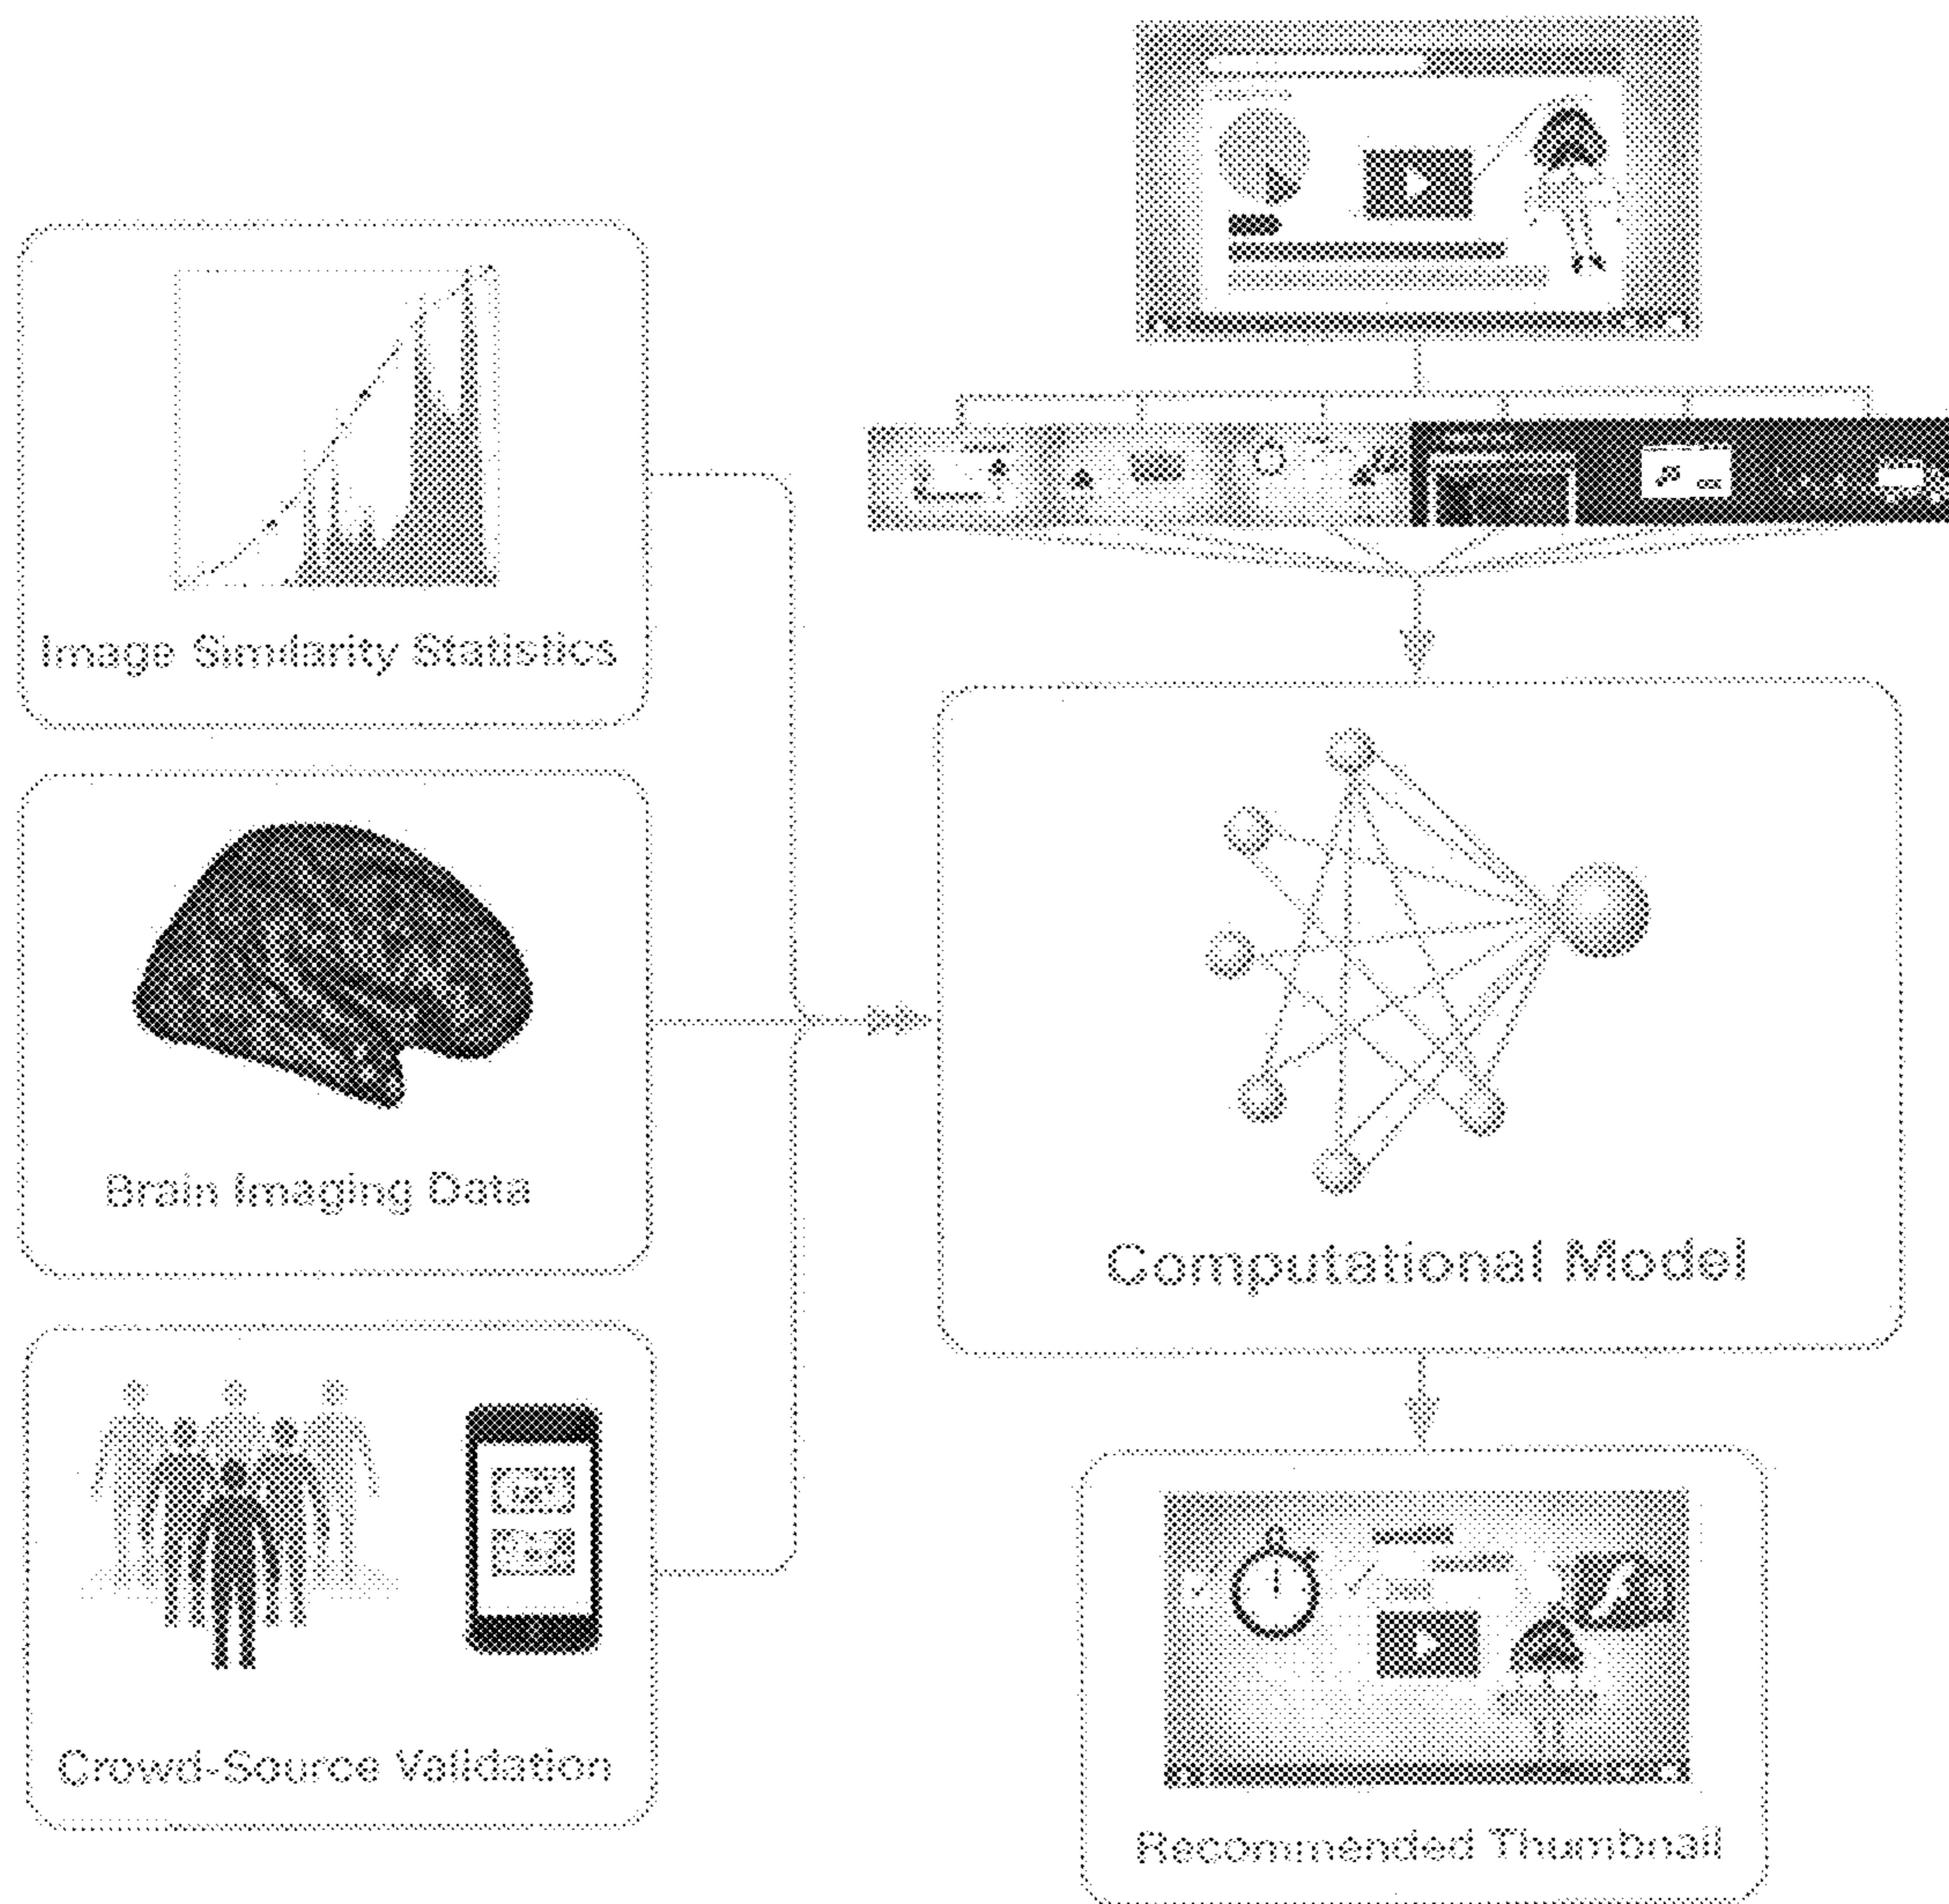 Image Similarity Statistics
Brain Imaging Data
Crowd-Source Validation
Computational Model
Recommended Thumbnail